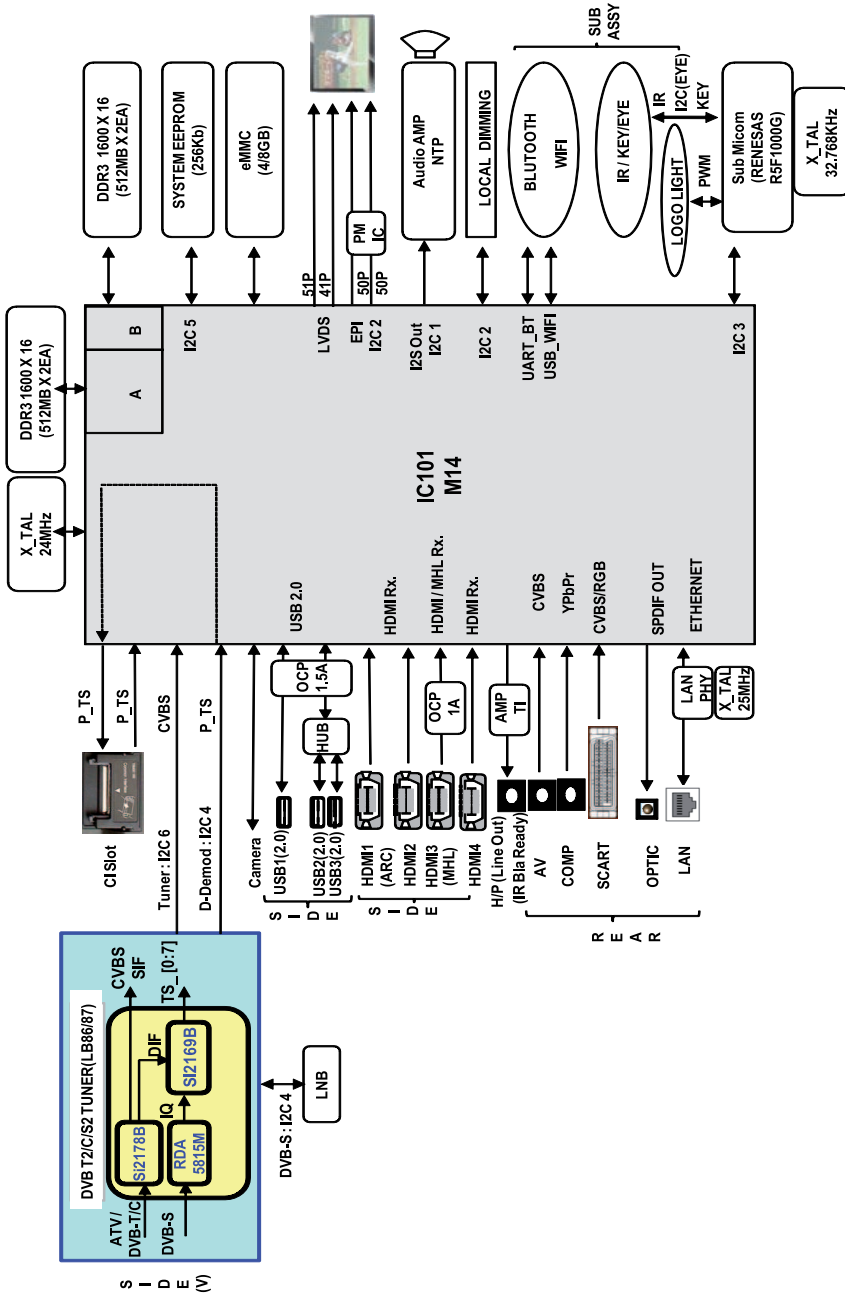 DVB T2/C/S2 TUNER(LB86/87)
S
I
D
E
(V)
ATV /
DVB-T/C
DVB-S
Si2178B
RDA
5815M
IQ
DIF
SI2169B
CVBS
SIF
TS_ [0:7]
DVB-S : I2C 4
LNB
CI Slot
Tuner : I2C 6
D-Demod : I2C 4
P_TS
P_TS
CVBS
P_TS
Camera
S
I
D
E
USB1(2.0)
USB2(2.0)
USB3(2.0)
HUB
OCP
1.5A
USB 2.0
S
I
D
E
HDMI1
(ARC)
HDMI2
HDMI3
(MHL)
HDMI4
OCP
1A
HDMI Rx.
HDMI / MHL Rx.
HDMI Rx.
H/P (Line Out)
(IR Bla Ready)
AMP
TI
R
E
A
R
AV
COMP
SCART
OPTIC
LAN
LAN
PHY
X_TAL
25MHz
CVBS
YPbPr
CVBS/RGB
SPDIF OUT
ETHERNET
IC101
M14
X_TAL
24MHz
DDR3 1600 X 16
(512MB X 2EA)
A
B
I2C 5
LVDS
EPI
I2C 2
I2S Out
I2C 1
I2C 2
UART_BT
USB_WIFI
I2C 3
DDR3 1600 X 16
(512MB X 2EA)
SYSTEM EEPROM
(256Kb)
eMMC
(4/8GB)
51P
41P
50P
50P
PM
IC
Audio AMP
NTP
LOCAL DIMMING
BLUTOOTH
WIFI
SUB
ASSY
IR / KEY/EYE
LOGO LIGHT
IR
I2C(EYE)
KEY
PWM
Sub Micom
(RENESAS
R5F1000G)
X_TAL
32.768KHz